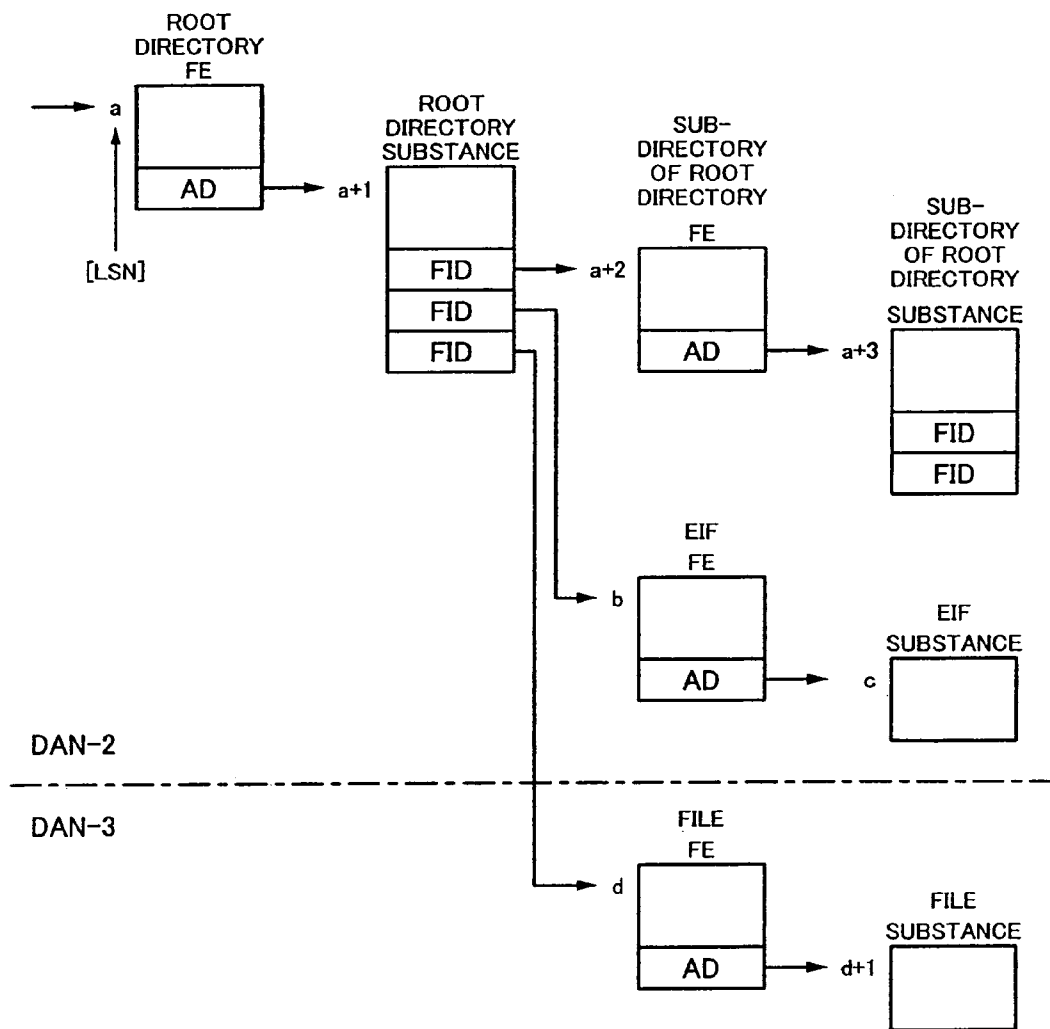 ROOT
DIRECTORY
FE
a
AD
[LSN]
ROOT
DIRECTORY
SUBSTANCE
a+1
FID
FID
FID
SUB-
DIRECTORY
OF ROOT
DIRECTORY
FE
a+2
AD
SUB-
DIRECTORY
OF ROOT
DIRECTORY
SUBSTANCE
a+3
FID
FID
EIF
FE
b
AD
EIF
SUBSTANCE
c
DAN-2
DAN-3
FILE
FE
d
AD
FILE
SUBSTANCE
d+1